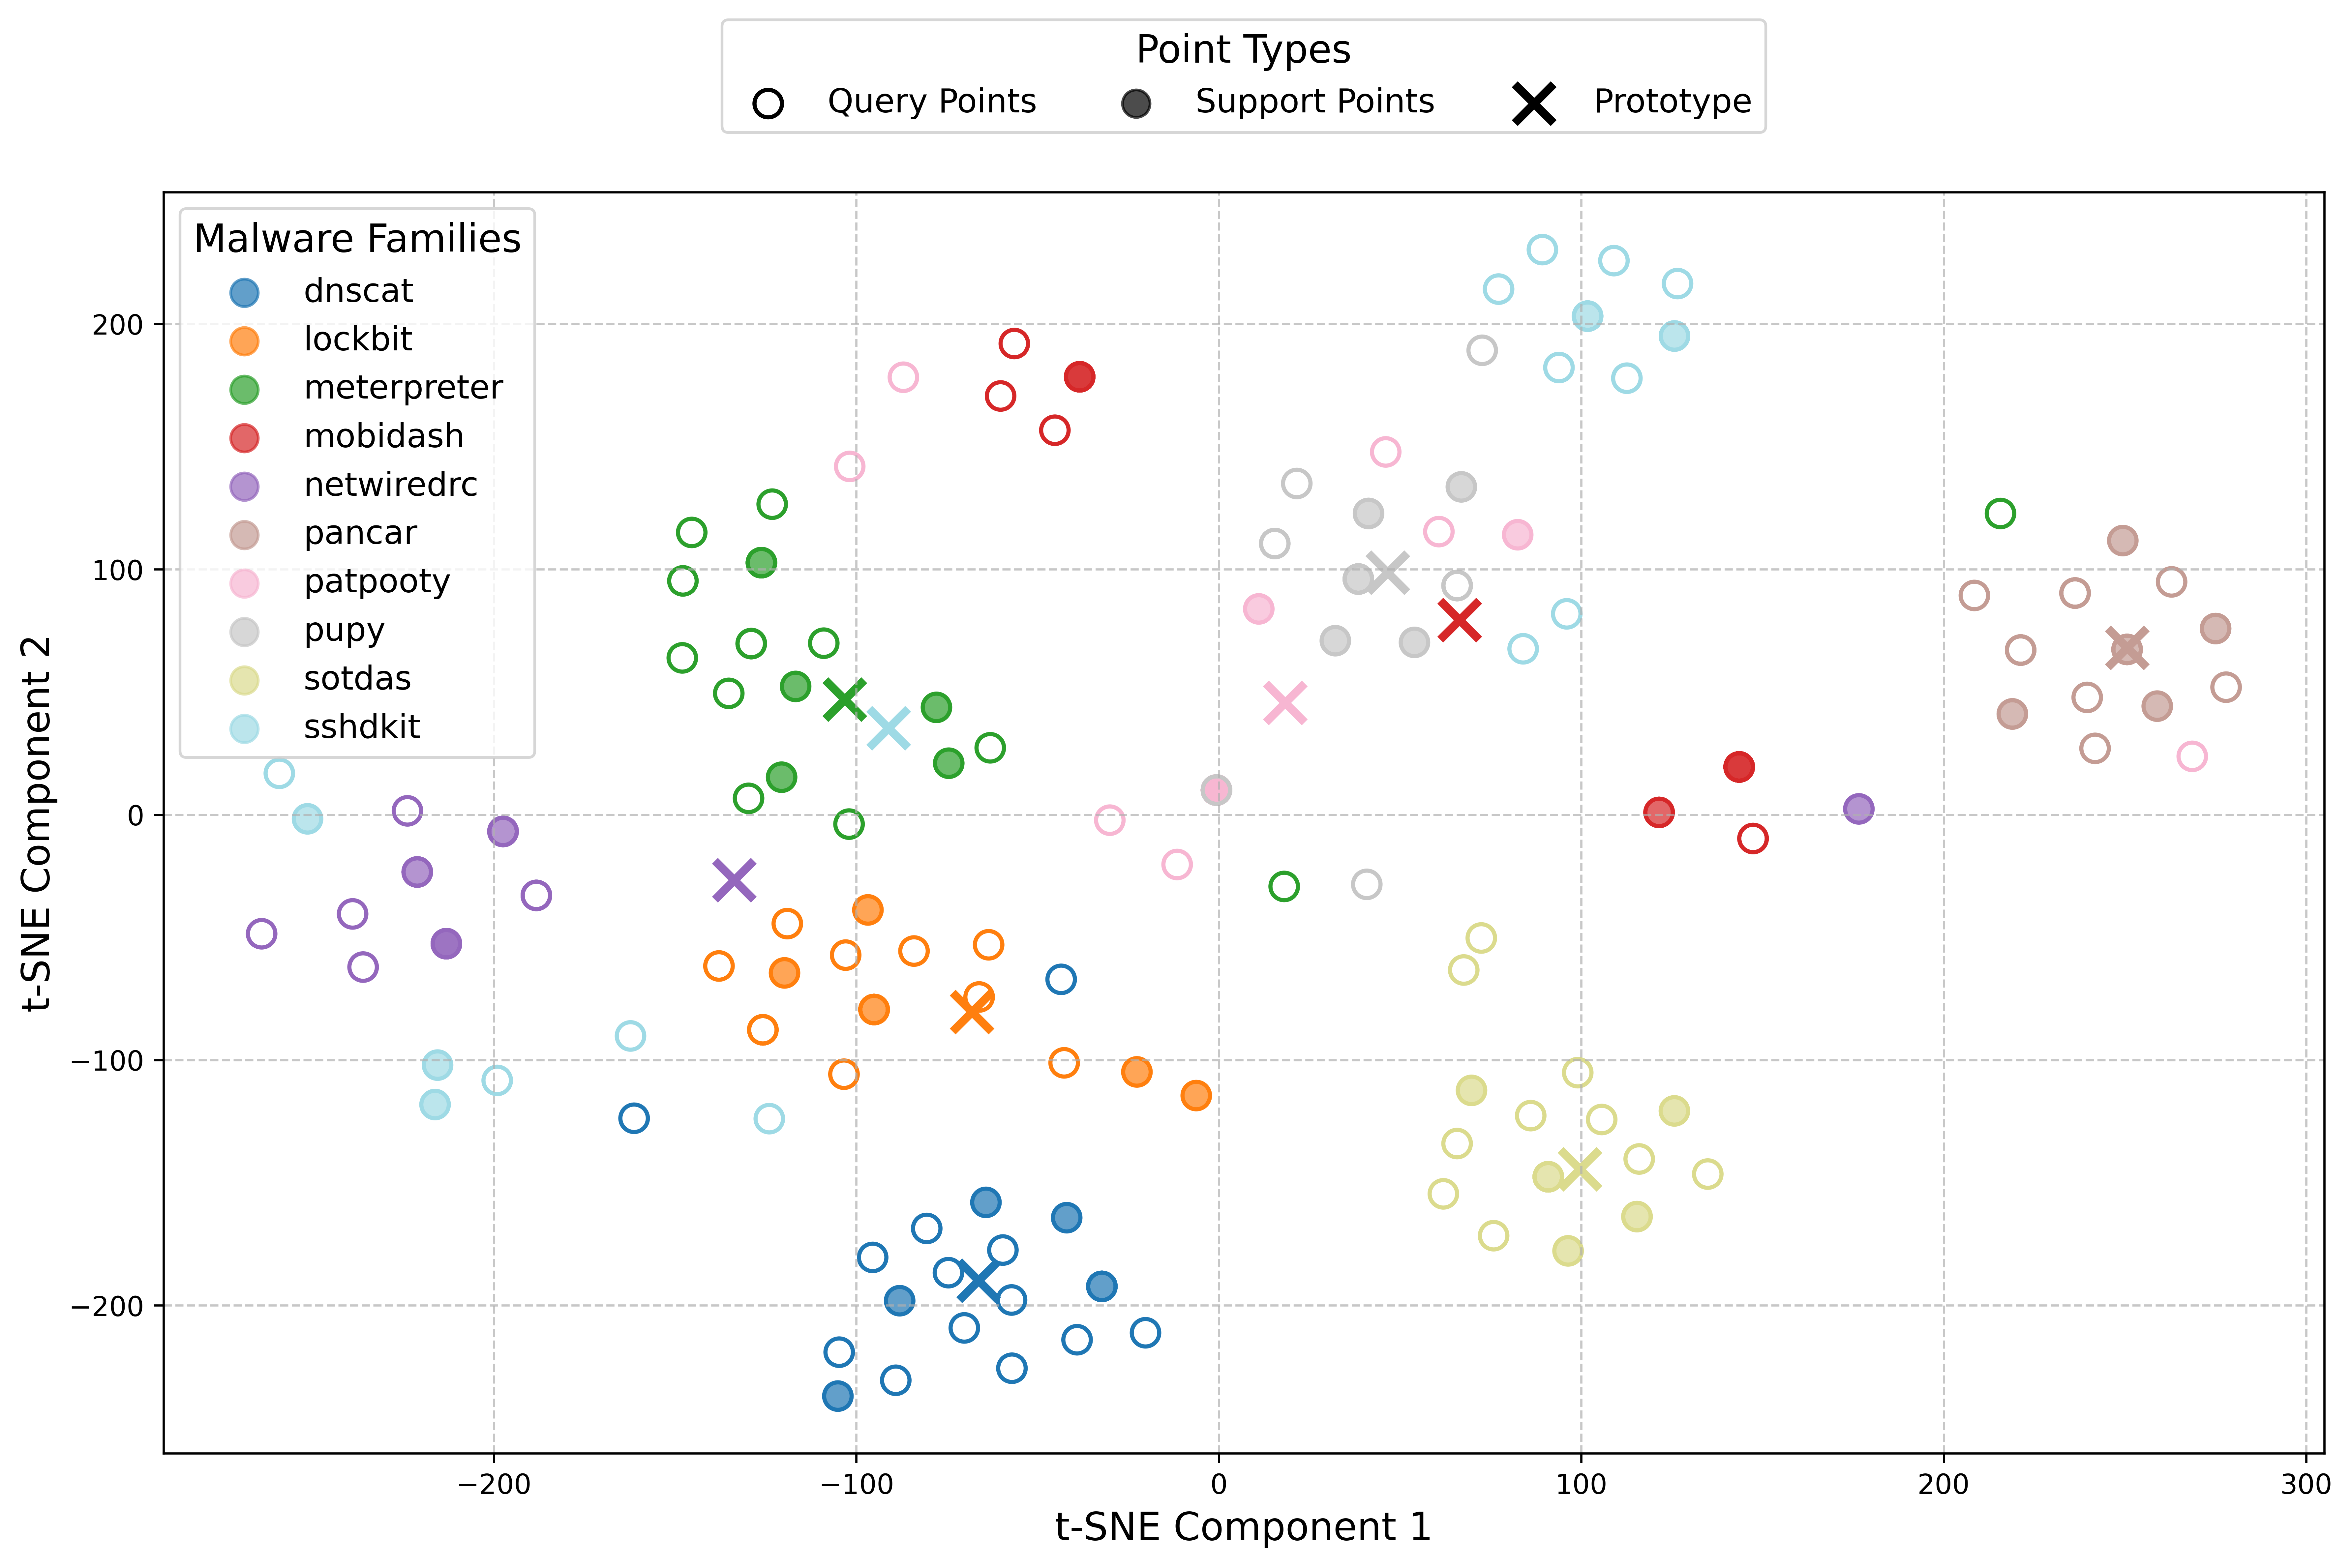 Point Types
Query Points Support Points Prototype
Malware Families
dnscat
lockbit
meterpreter
mobidash
netwiredrc
pancar
patpooty
pupy
sotdas
sshdkit
t-SNE Component 2
200
100
0
−100
−200
−200 −100 0 100 200 300
t-SNE Component 1